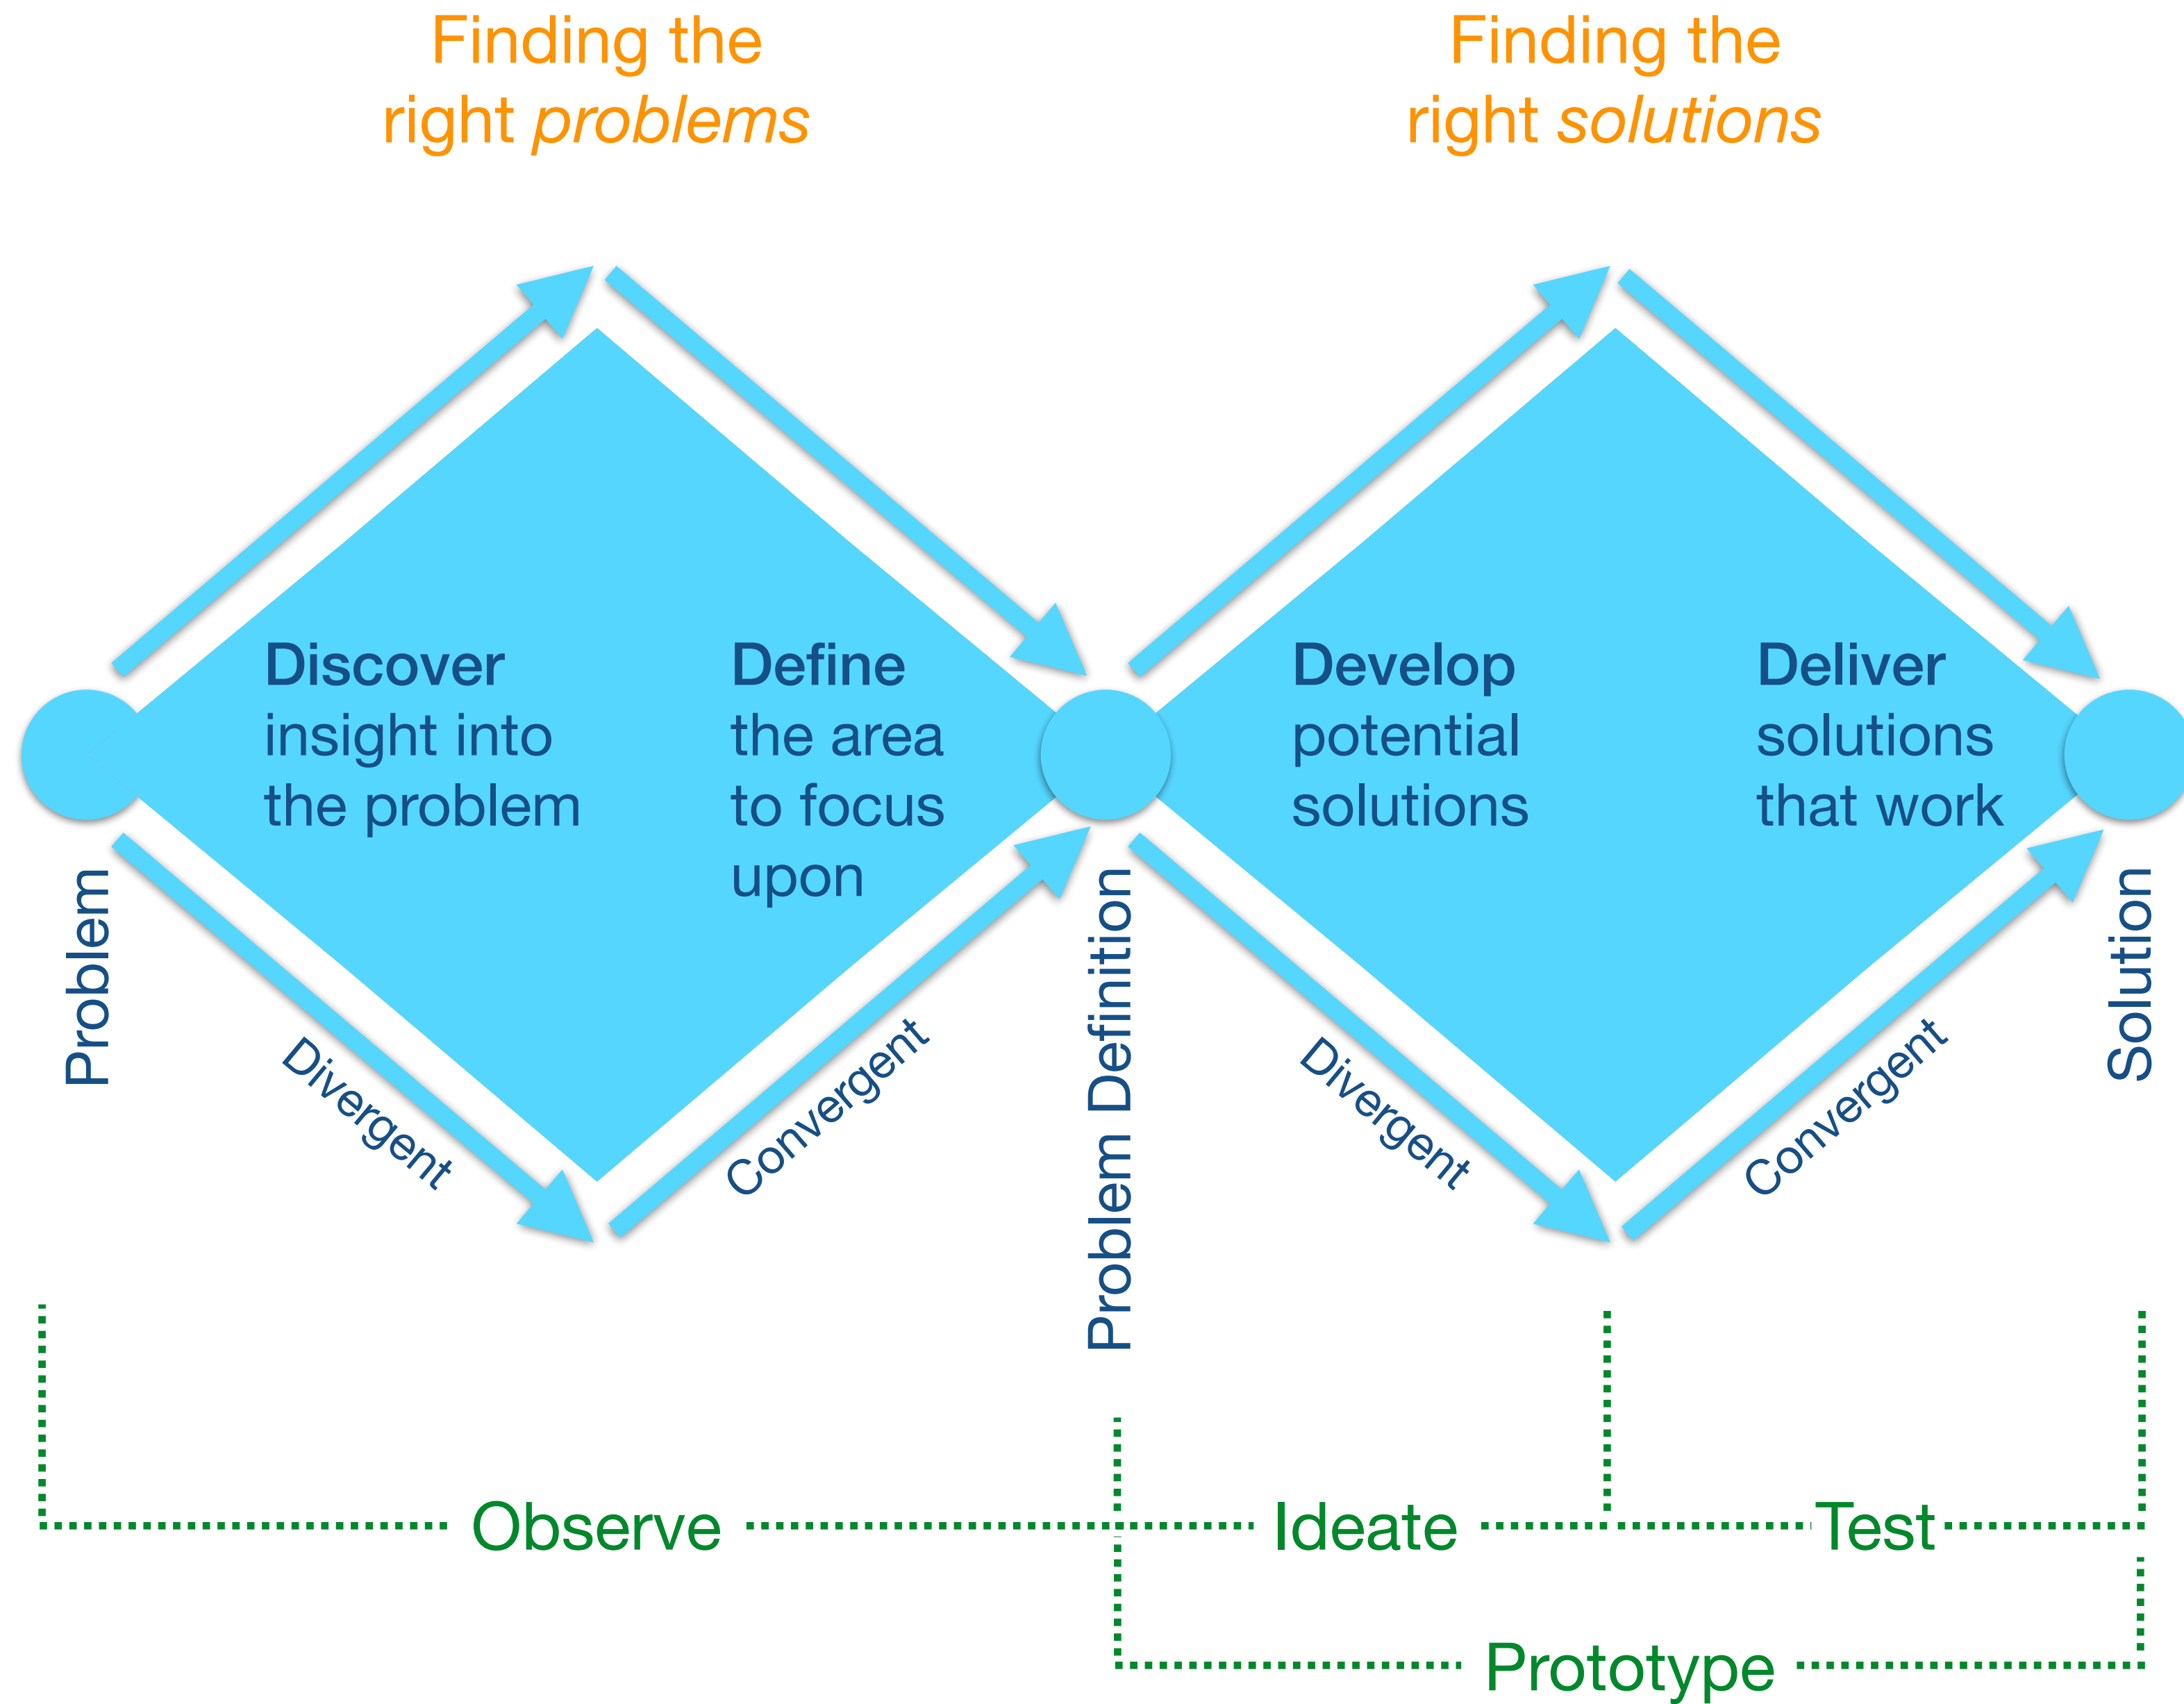 Finding the
right problems
Finding the
right solutions
Discover
insight into
the problem
Define
the area
to focus
upon
Develop
potential
solutions
Deliver
solutions
that work
Problem
Divergent
Convergent
Problem Definition
Divergent
Convergent
Solution
Observe
Ideate
Test
Prototype